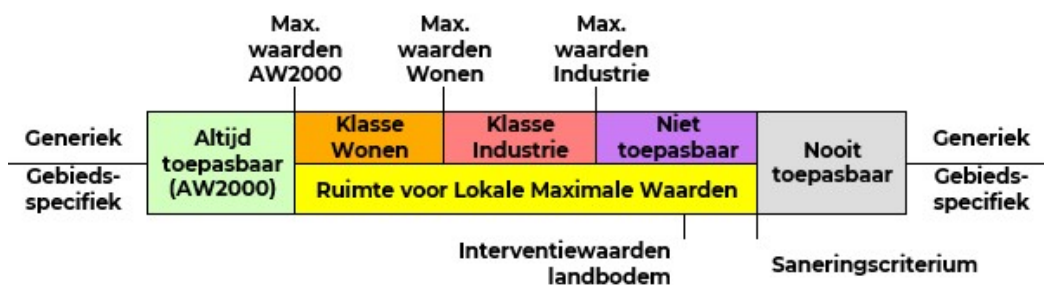 Max.
waarden
AW2000
Max.
waarden
Wonen
Max.
waarden
Industrie
Generiek
Gebieds-
specifiek
Altijd
toepasbaar
(AW2000)
Klasse
Wonen
Klasse
Industrie
Niet
toepasbaar
Ruimte voor Lokale Maximale Waarden
Nooit
toepasbaar
Generiek
Gebieds-
specifiek
Interventiewaarden
landbodem
Saneringscriterium